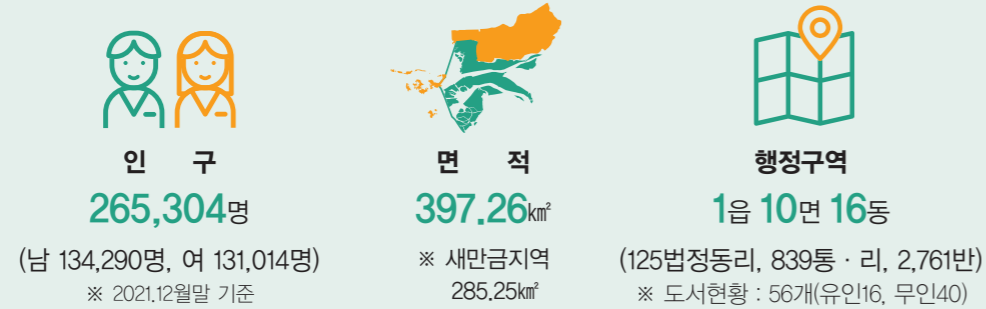 인 구
265,304명
(남 134,290명, 여 131,014명)
※ 2021.12월말 기준
면 적
397.26㎢
※ 새만금지역
285.25㎢
행정구역
1읍 10면 16동
(125법정동리, 839통 · 리, 2,761반)
※ 도서현황 : 56개(유인16, 무인40)